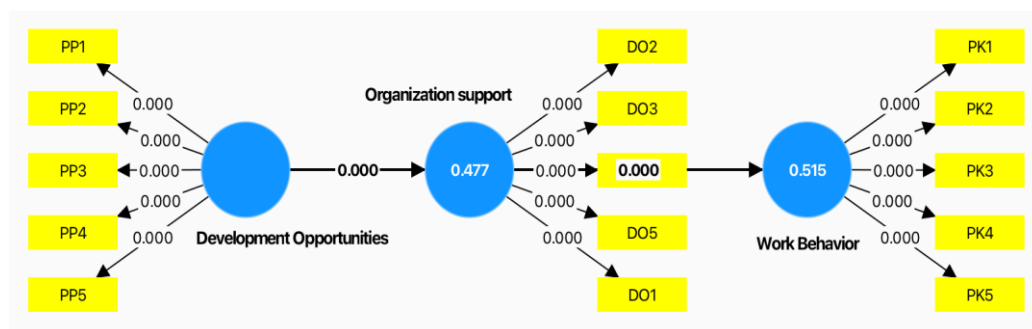 PP1
PP2
PP3
PP4
PP5
0.000
0.000
0.000
0.000
0.000
Development Opportunities
0.000
Organization support
0.477
0.000
0.000
0.000
0.000
0.000
DO2
DO3
0.000
DO5
DO1
0.515
Work Behavior
0.000
0.000
0.000
0.000
0.000
PK1
PK2
PK3
PK4
PK5